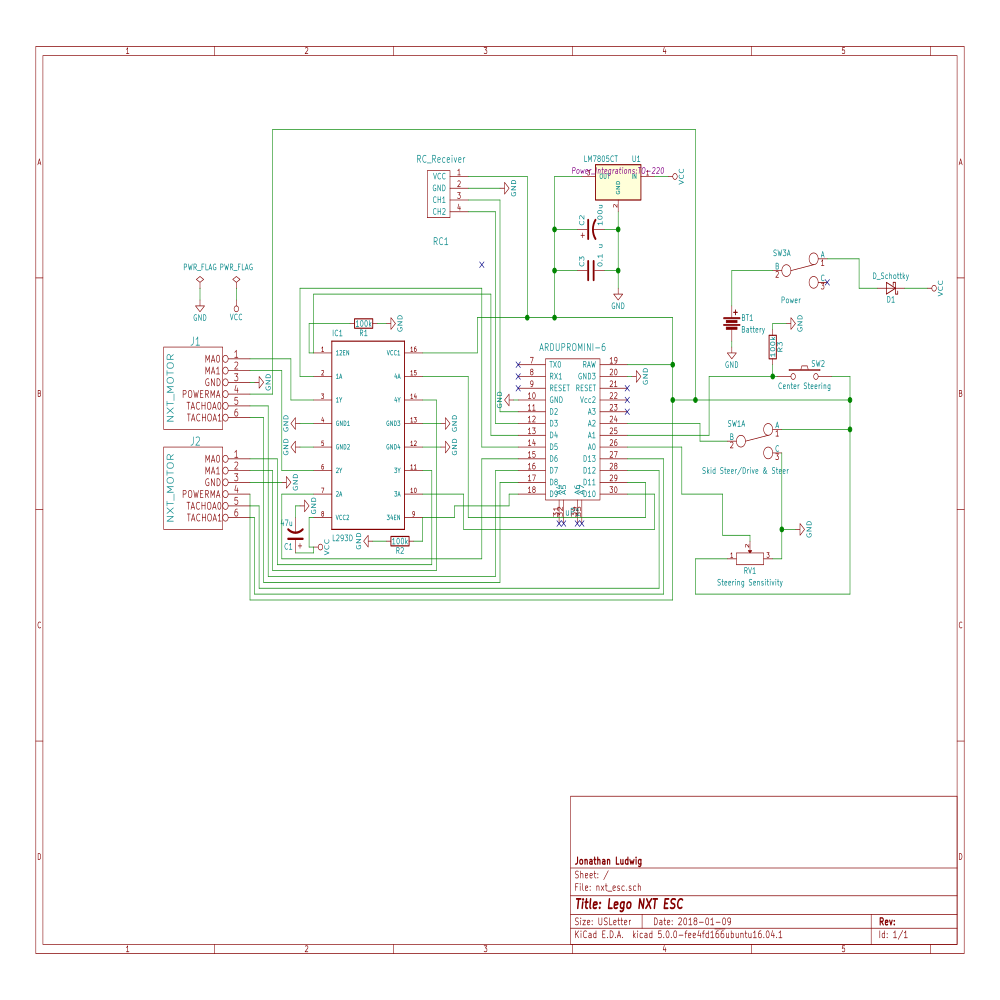 1 2 3 4 5
A A
B B
C C
D D
RC_Receiver
VCC 1
GND 2
CH1 3
CH2 4
GND
RC1
LM7805CT U1
Power_Integrations:TO-220
OUT IN
GND
2
VCC
C2
100u
C3
0.1 u
GND
PWR_FLAG PWR_FLAG
GND VCC
SW3A
B
2
A
1
C
3
Power
D_Schottky
D1
VCC
BT1
Battery
GND
GND
100k
R3
SW2
Center Steering
SW1A
B
2
A
1
C
3
Skid Steer/Drive & Steer
GND
1 2 3
RV1
Steering Sensitivity
J1
NXT_MOTOR
MA0 1
MA1 2
GND 3
POWERMA 4
TACHOA0 5
TACHOA1 6
GND
J2
NXT_MOTOR
MA0 1
MA1 2
GND 3
POWERMA 4
TACHOA0 5
TACHOA1 6
GND
100k
R1
GND
IC1
1 12EN VCC1 16
2 1A 4A 15
3 1Y 4Y 14
4 GND1 GND3 13
5 GND2 GND4 12
6 2Y 3Y 11
7 2A 3A 10
8 VCC2 34EN 9
L293D
GND GND
GND GND
GND
47u
C1
VCC
GND
100k
R2
ARDUPROMINI-6
7 TX0 RAW 19
8 RX1 GND3 20
9 RESET RESET 21
10 GND Vcc2 22
11 D2 A3 23
12 D3 A2 24
13 D4 A1 25
14 D5 A0 26
15 D6 D13 27
16 D7 D12 28
17 D8 D11 29
18 D9 D10 30
A4 A5 A6 A7
GND
GND
Jonathan Ludwig
Sheet: /
File: nxt_esc.sch
Title: Lego NXT ESC
Size: USLetter Date: 2018-01-09 Rev:
KiCad E.D.A. kicad 5.0.0-fee4fd166ubuntu16.04.1 Id: 1/1
1 2 3 4 5